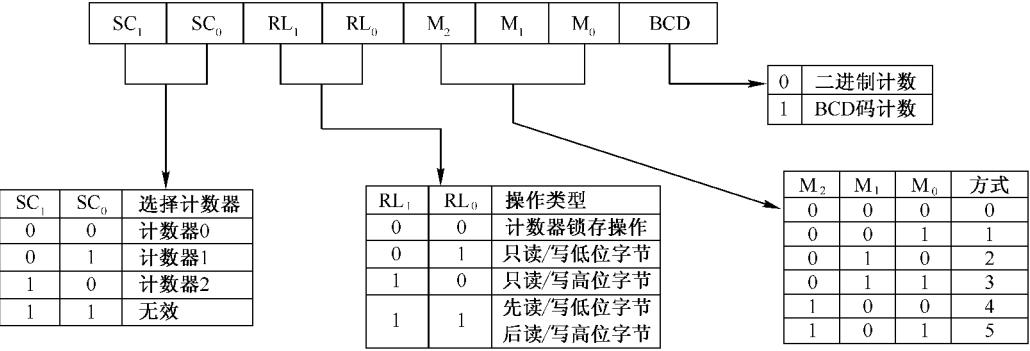 SC₁ SC₀ RL₁ RL₀ M₂ M₁ M₀ BCD
0 二进制计数
1 BCD码计数
SC₁ SC₀ 选择计数器
0 0 计数器0
0 1 计数器1
1 0 计数器2
1 1 无效
RL₁ RL₀ 操作类型
0 0 计数器锁存操作
0 1 只读/写低位字节
1 0 只读/写高位字节
1 1 先读/写低位字节
后读/写高位字节
M₂ M₁ M₀ 方式
0 0 0 0
0 0 1 1
0 1 0 2
0 1 1 3
1 0 0 4
1 0 1 5